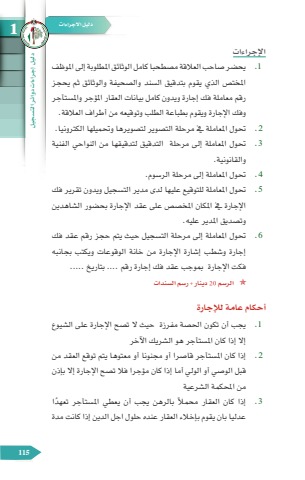 دليل الاجراءات
1
دليل إجراءات دوائر التسجيل
الإجراءات
1. يحضر صاحب العلاقة مصطحبا كامل الوثائق المطلوبة إلى الموظف
المختص الذي يقوم بتدقيق السند والصحيفة والوثائق ثم يحجز
رقم معاملة فك إجارة ويدون كامل بيانات العقار المؤجر والمستأجر
وفك الإجارة ويقوم بطباعة الطلب وتوقيعه من أطراف العلاقة.
2. تحول المعاملة في مرحلة التصوير لتصويرها وتحميلها الكترونيا.
3. تحول المعاملة إلى مرحلة التدقيق لتدقيقها من النواحي الفنية
والقانونية.
4. تحول المعاملة إلى مرحلة الرسوم.
5. تحول المعاملة للتوقيع عليها لدى مدير التسجيل ويدون تقرير فك
الإجارة في المكان المخصص على عقد الإجارة بحضور الشاهدين
وتصديق المدير عليه.
6. تحول المعاملة إلى مرحلة التسجيل حيث يتم حجز رقم عقد فك
إجارة وشطب إشارة الإجارة من خانة الوقوعات ويكتب بجانبه
فكت الإجارة بموجب عقد فك إجارة رقم .... بتاريخ .....
★ الرسم 20 دينار + رسم السندات
أحكام عامة للإجارة
1. يجب أن تكون الحصة مفرزة حيث لا تصح الإجارة على الشيوع
إلا إذا كان المستأجر هو الشريك الآخر
2. إذا كان المستأجر قاصرا أو مجنونا أو معتوها يتم توقع العقد من
قبل الوصي أو الولي أما إذا كان مؤجرا فلا تصح الإجارة إلا بإذن
من المحكمة الشرعية
3. إذا كان العقار محملاً بالرهن يجب أن يعطي المستأجر تعهدًا
عدليا بأن يقوم بإخلاء العقار عنده حلول اجل الدين إذا كانت مدة
115